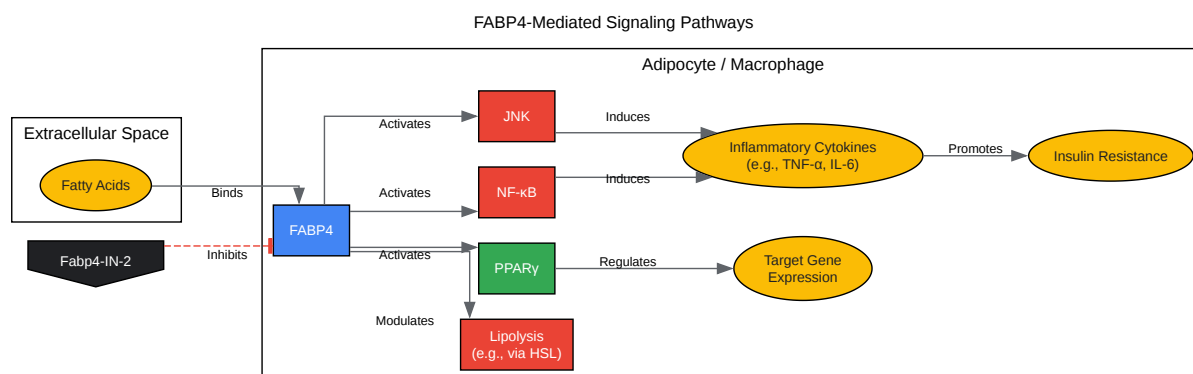 FABP4-Mediated Signaling Pathways
Adipocyte / Macrophage
Extracellular Space
Fatty Acids
Binds
Fabp4-IN-2
Inhibits
FABP4
Activates
JNK
Induces
Activates
NF-κB
Induces
Inflammatory Cytokines
(e.g., TNF-α, IL-6)
Promotes
Insulin Resistance
Activates
PPARγ
Regulates
Target Gene
Expression
Modulates
Lipolysis
(e.g., via HSL)